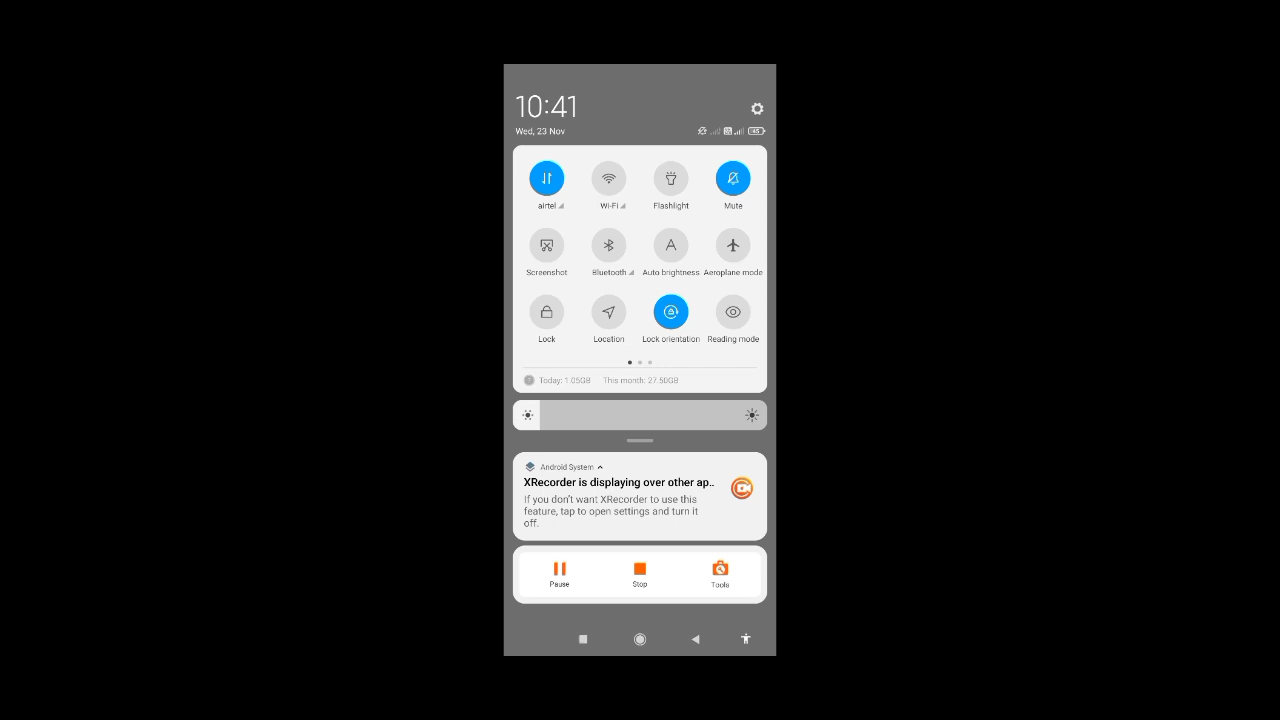 10:41
Wed, 23 Nov
airtel
Wi-Fi
Flashlight
Mute
Screenshot
Bluetooth
Auto brightness
Aeroplane mode
Lock
Location
Lock orientation
Reading mode
Today: 1.05GB This month: 27.50GB
Android System
XRecorder is displaying over other ap..
If you don't want XRecorder to use this
feature, tap to open settings and turn it
off.
Pause
Stop
Tools